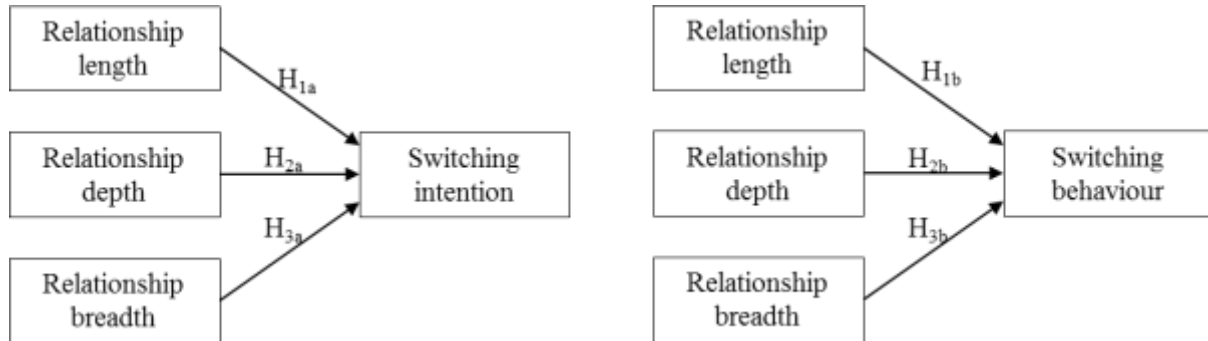 Relationship
length
H1a
Relationship
depth
H2a
Switching
intention
H3a
Relationship
breadth
Relationship
length
H1b
Relationship
depth
H2b
Switching
behaviour
H3b
Relationship
breadth